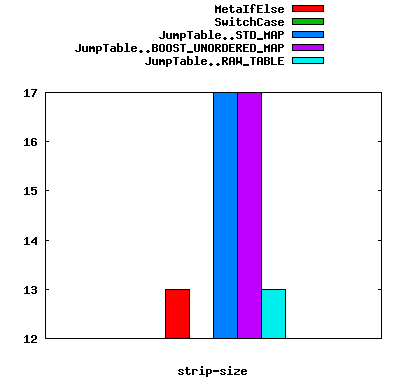 MetaIfElse
SwitchCase
JumpTable..STD_MAP
JumpTable..BOOST_UNORDERED_MAP
JumpTable..RAW_TABLE
17
16
15
14
13
12
strip-size